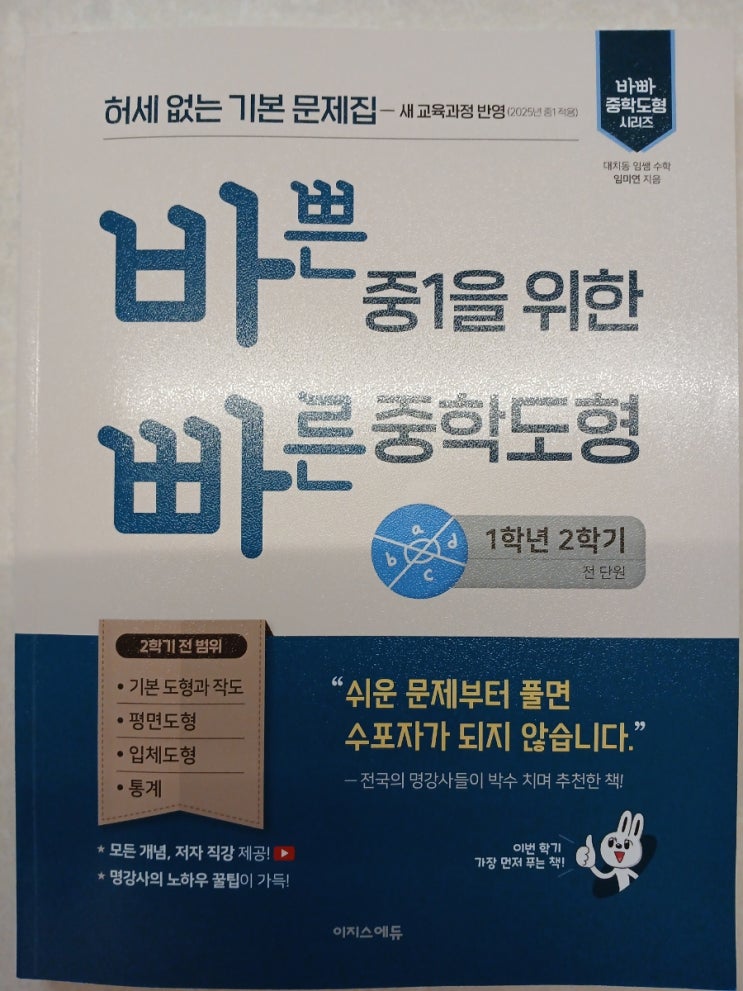 허세 없는 기본 문제집 – 새 교육과정 반영 (2025년 중1 적용)
바빠
중학도형
시리즈
대치동 임쌤 수학
임미연 지음
바쁜 중1을 위한
빠른 중학도형
a
b d
c
1학년 2학기
전 단원
2학기 전 범위
• 기본 도형과 작도
• 평면도형
• 입체도형
• 통계
“쉬운 문제부터 풀면
수포자가 되지 않습니다.”
– 전국의 명강사들이 박수 치며 추천한 책!
* 모든 개념, 저자 직강 제공!
* 명강사의 노하우 꿀팁이 가득!
이번 학기
가장 먼저 푸는 책!
이지스에듀